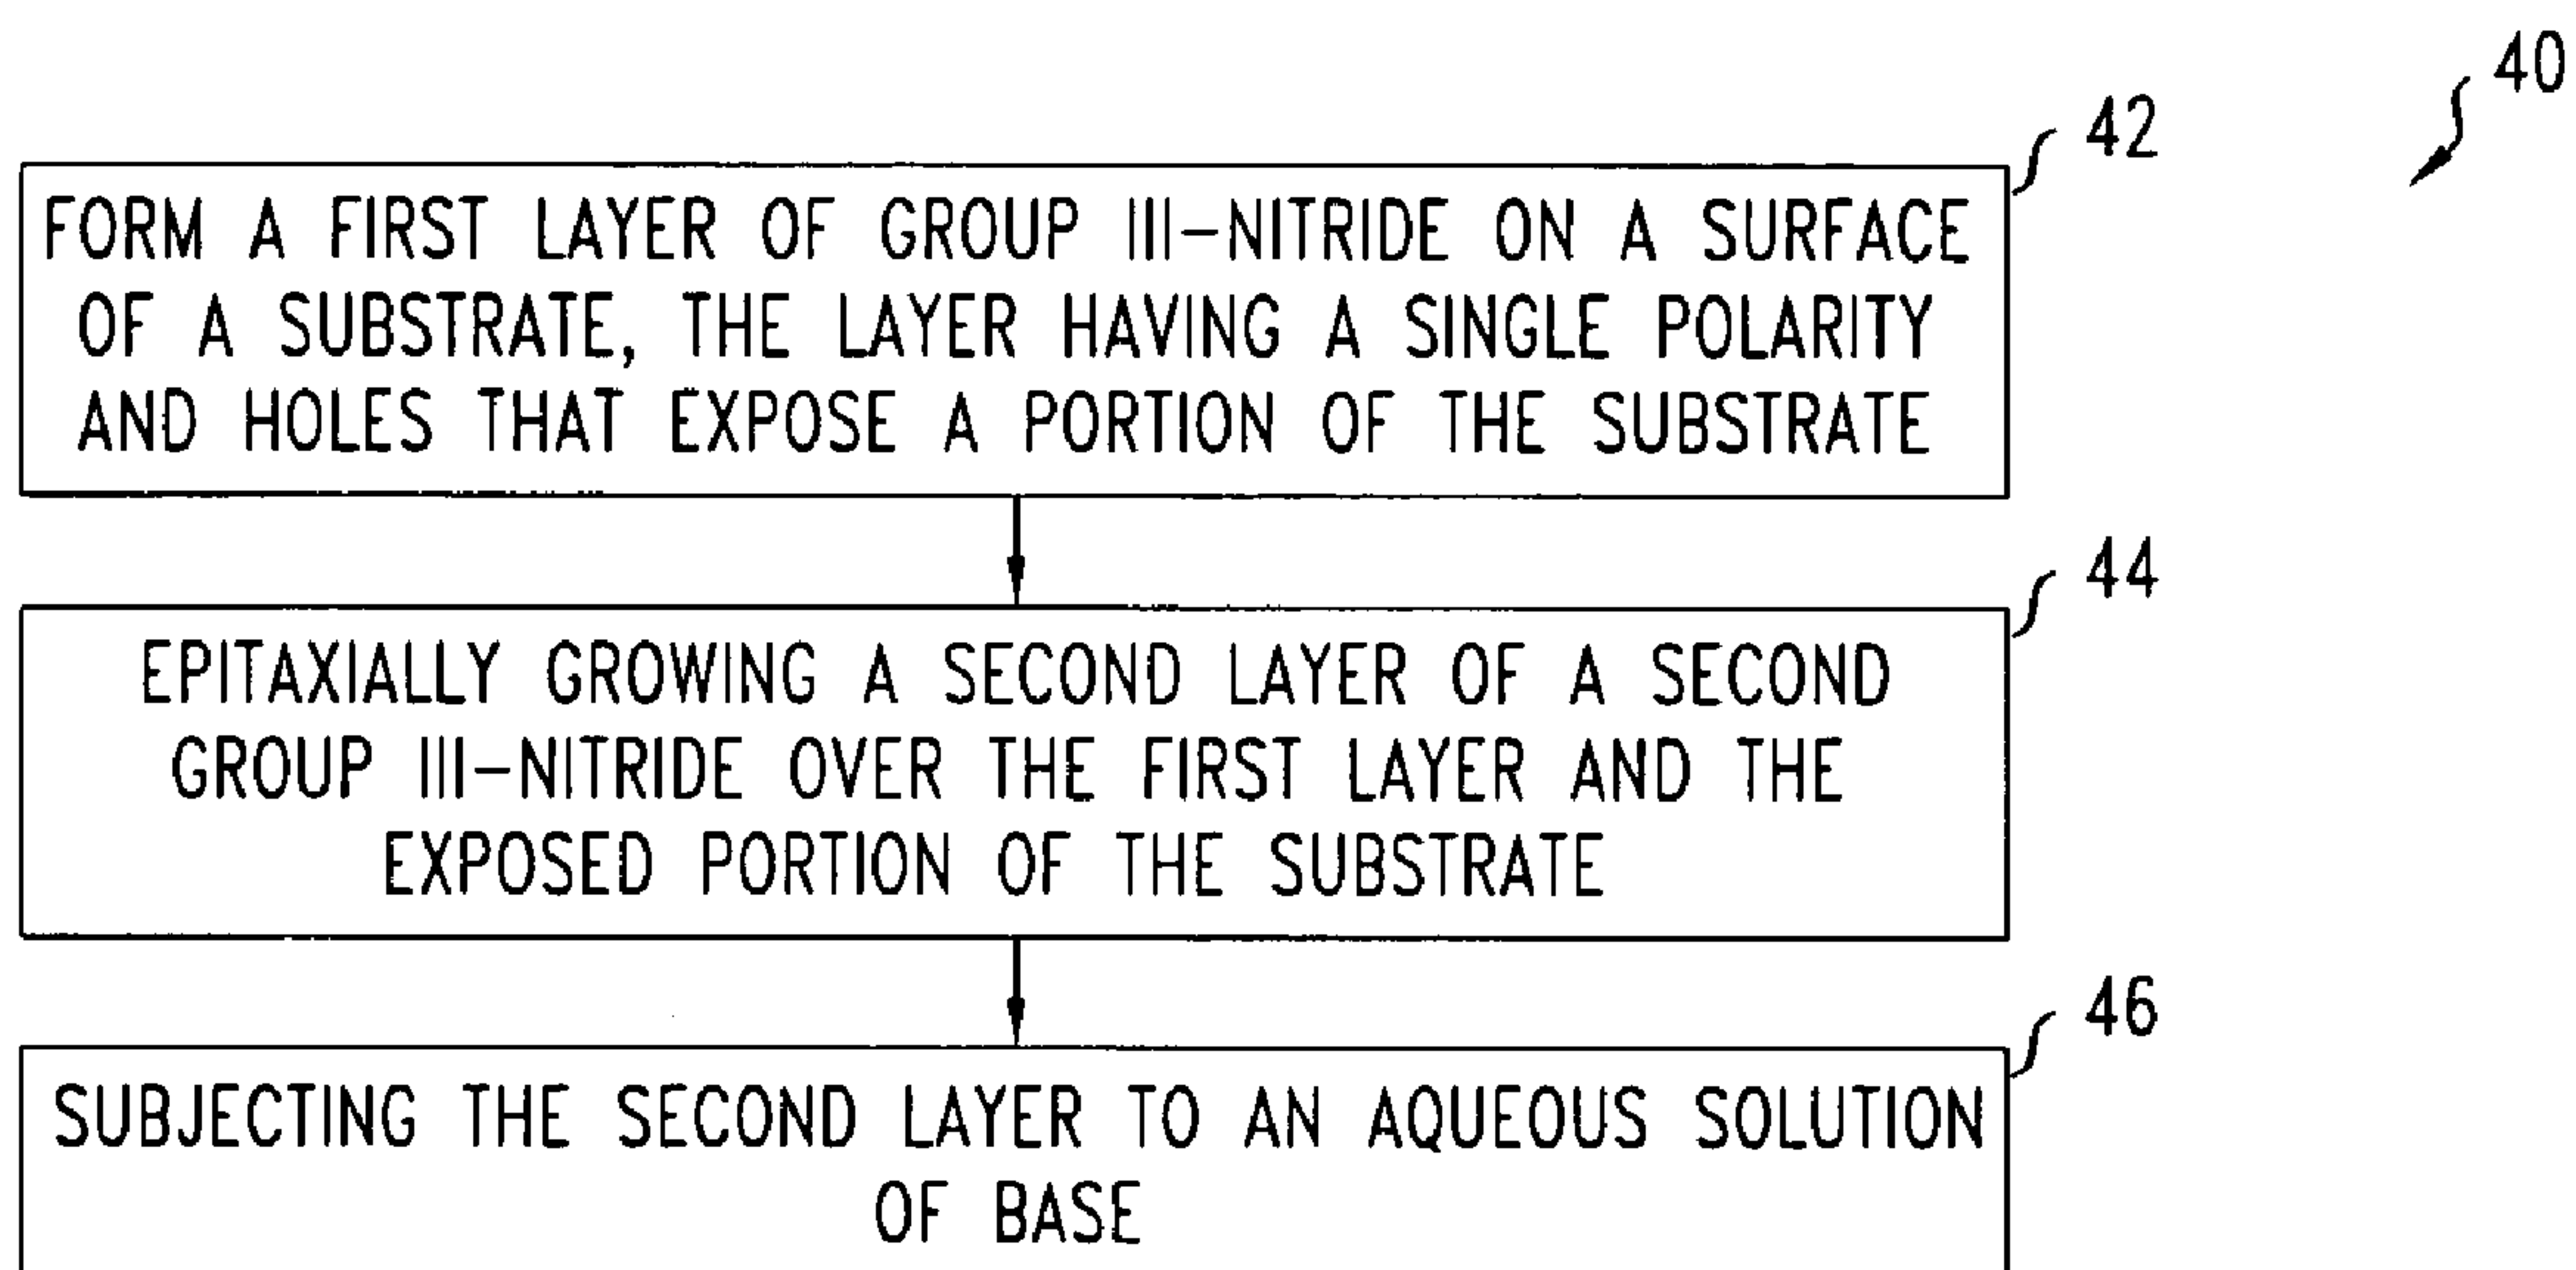 40
42
FORM A FIRST LAYER OF GROUP III-NITRIDE ON A SURFACE
OF A SUBSTRATE, THE LAYER HAVING A SINGLE POLARITY
AND HOLES THAT EXPOSE A PORTION OF THE SUBSTRATE
44
EPITAXIALLY GROWING A SECOND LAYER OF A SECOND
GROUP III-NITRIDE OVER THE FIRST LAYER AND THE
EXPOSED PORTION OF THE SUBSTRATE
46
SUBJECTING THE SECOND LAYER TO AN AQUEOUS SOLUTION
OF BASE